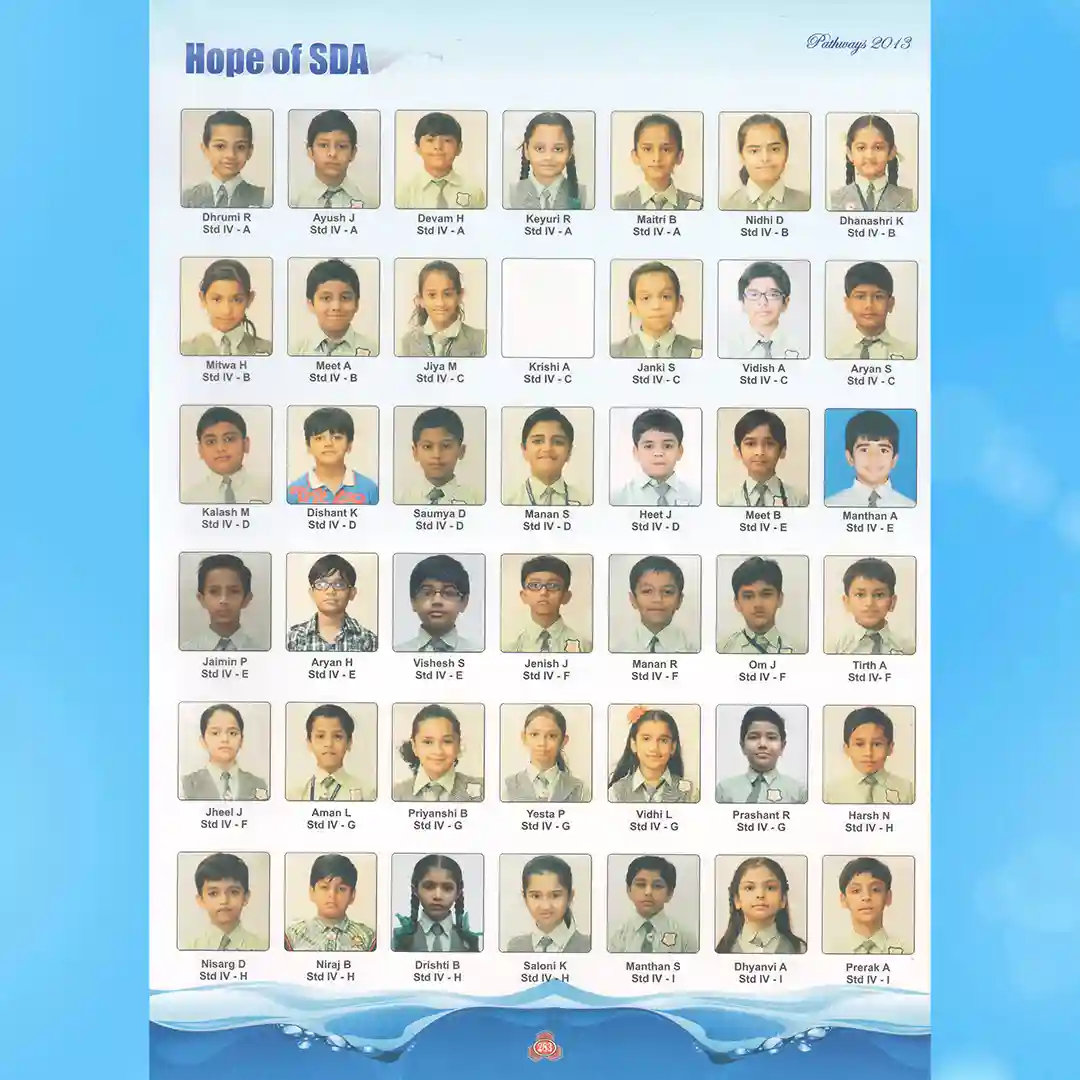 Hope of SDA
Pathways 2013
Dhrumi R
Std IV - A
Ayush J
Std IV - A
Devam H
Std IV - A
Keyuri R
Std IV - A
Maitri B
Std IV - A
Nidhi D
Std IV - B
Dhanashri K
Std IV - B
Mitwa H
Std IV - B
Meet A
Std IV - B
Jiya M
Std IV - C
Krishi A
Std IV - C
Janki S
Std IV - C
Vidish A
Std IV - C
Aryan S
Std IV - C
Kalash M
Std IV - D
Dishant K
Std IV - D
Saumya D
Std IV - D
Manan S
Std IV - D
Heet J
Std IV - D
Meet B
Std IV - E
Manthan A
Std IV - E
Jaimin P
Std IV - E
Aryan H
Std IV - E
Vishesh S
Std IV - E
Jenish J
Std IV - F
Manan R
Std IV - F
Om J
Std IV - F
Tirth A
Std IV- F
Jheel J
Std IV - F
Aman L
Std IV - G
Priyanshi B
Std IV - G
Yesta P
Std IV - G
Vidhi L
Std IV - G
Prashant R
Std IV - G
Harsh N
Std IV - H
Nisarg D
Std IV - H
Niraj B
Std IV - H
Drishti B
Std IV - H
Saloni K
Std IV - H
Manthan S
Std IV - I
Dhyanvi A
Std IV - I
Prerak A
Std IV - I
283